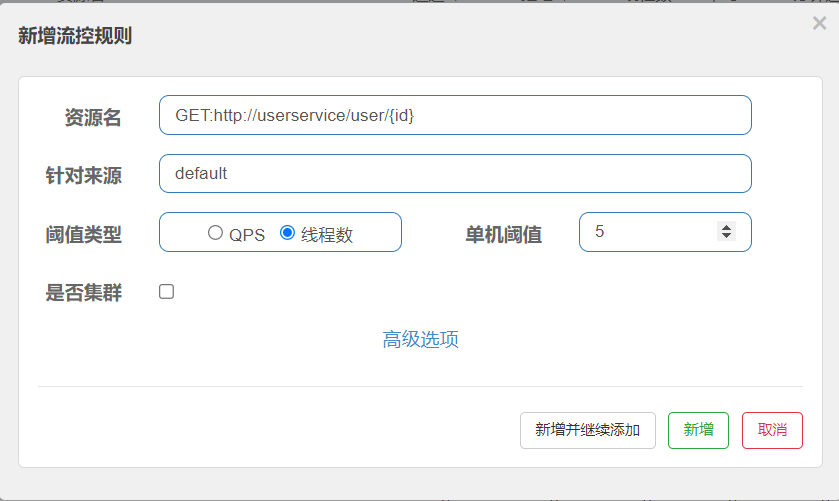 新增流控规则
×
资源名 GET:http://userservice/user/{id}
针对来源 default
阈值类型 QPS 线程数 单机阈值 5
是否集群
高级选项
新增并继续添加 新增 取消